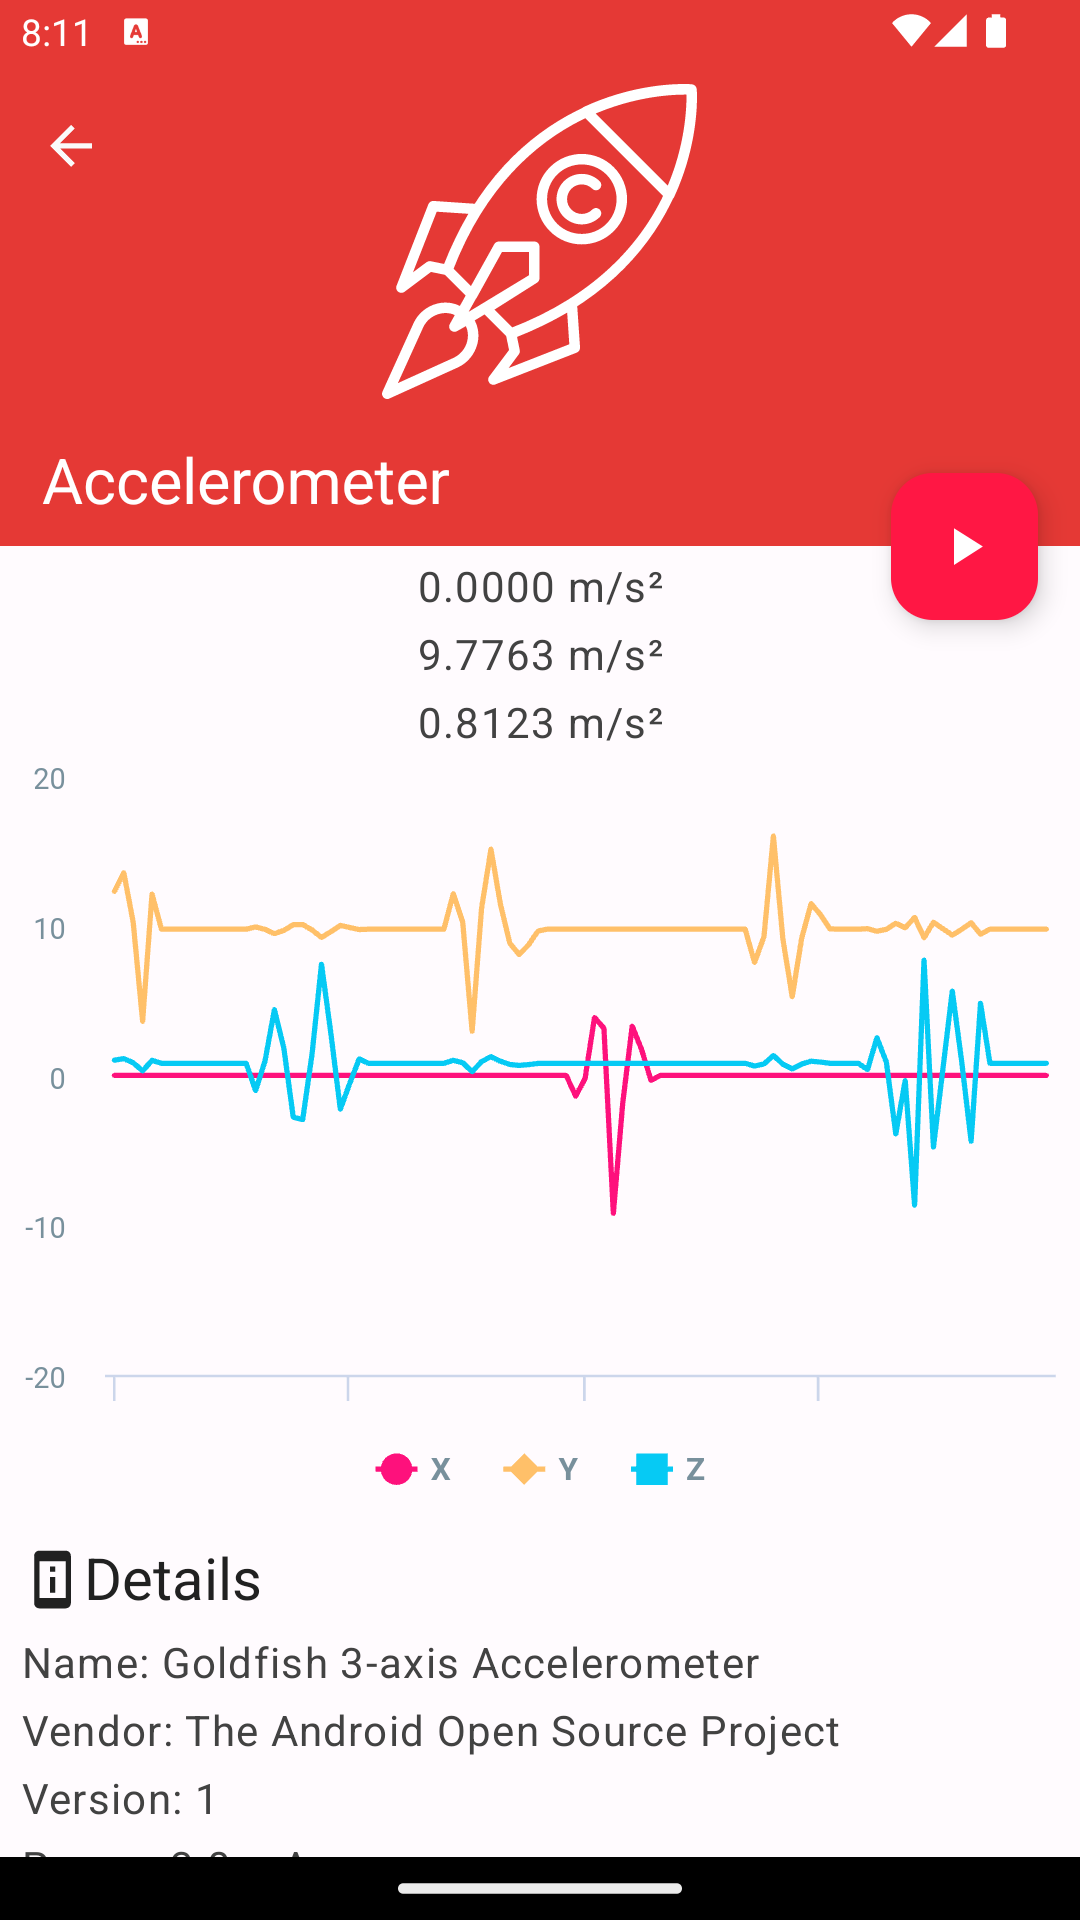 8:11
Accelerometer
0.0000 m/s²
9.7763 m/s²
0.8123 m/s²
20
10
0
-10
-20
X Y Z
Details
Name: Goldfish 3-axis Accelerometer
Vendor: The Android Open Source Project
Version: 1